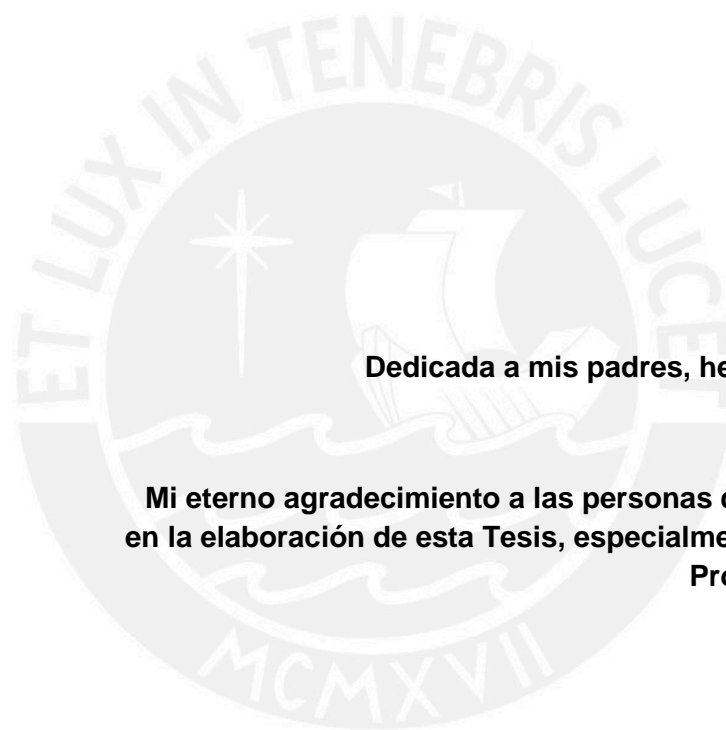 ET LUX IN TENEBRIS LUCET
Dedicada a mis padres, he
Mi eterno agradecimiento a las personas
en la elaboración de esta Tesis, especialme
Pro
MCMXVII